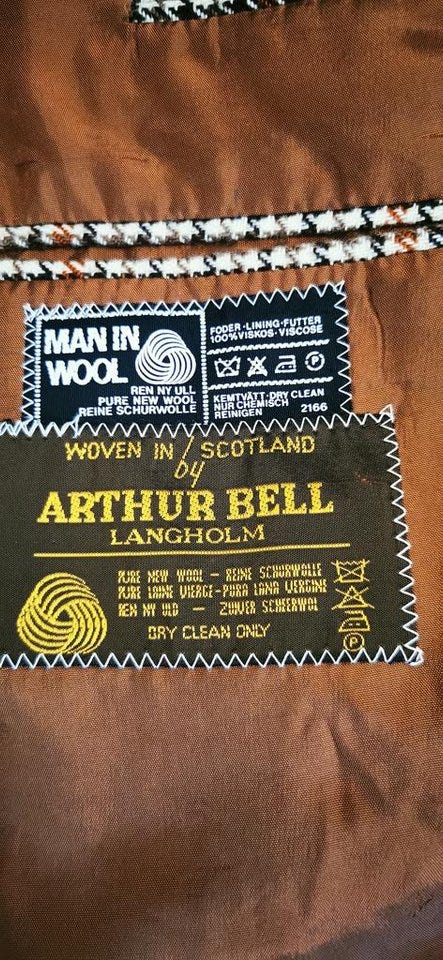 MAN IN
WOOL
REN NY ULL
PURE NEW WOOL
REINE SCHURWOLLE
FODER·LINING·FUTTER
100% VISKOS·VISCOSE
P
KEMTVÄTT·DRY CLEAN
NUR CHEMISCH
REINIGEN 2166
WOVEN IN SCOTLAND
by
ARTHUR BELL
LANGHOLM
PURE NEW WOOL — REINE SCHURWOLLE
PURE LAINE VIERGE-PURA LANA VERGINE
REN NY ULD — ZUIVER SCHEERWOL
DRY CLEAN ONLY
P